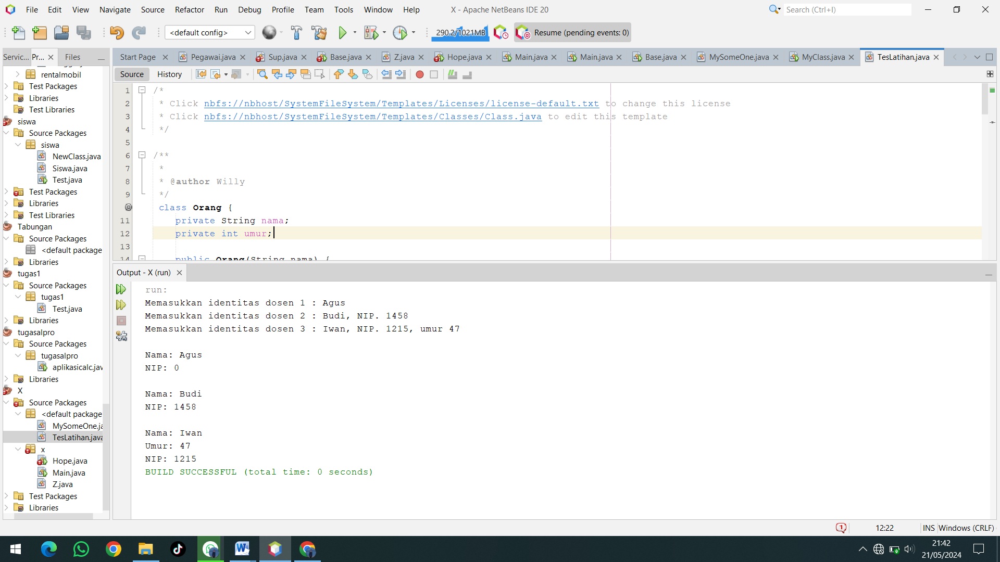 File Edit View Navigate Source Refactor Run Debug Profile Team Tools Window Help X - Apache NetBeans IDE 20 Search (Ctrl+I)
<default config> 290.2/1021MB Resume (pending events: 0)
Servic... Pr... Files
Start Page Pegawai.java Sup.java Base.java Z.java Hope.java Main.java Main.java Base.java MySomeOne.java MyClass.java TesLatihan.java
Source History
rentalmobil
Test Packages
Libraries
Test Libraries
siswa
Source Packages
siswa
NewClass.java
Siswa.java
Test.java
Test Packages
Libraries
Test Libraries
Tabungan
Source Packages
<default package
Libraries
tugas1
Source Packages
tugas1
Test.java
Libraries
tugasalpro
Source Packages
tugasalpro
aplikasicalc.jav
Libraries
X
Source Packages
<default package
MySomeOne.ja
TesLatihan.java
x
Hope.java
Main.java
Z.java
Test Packages
Libraries
1 /*
2 * Click nbfs://nbhost/SystemFileSystem/Templates/Licenses/license-default.txt to change this license
3 * Click nbfs://nbhost/SystemFileSystem/Templates/Classes/Class.java to edit this template
4 */
5
6 /**
7 *
8 * @author Willy
9 */
class Orang {
11 private String nama;
12 private int umur;
13
14 public Orang(String nama) {
Output - X (run)
run:
Memasukkan identitas dosen 1 : Agus
Memasukkan identitas dosen 2 : Budi, NIP. 1458
Memasukkan identitas dosen 3 : Iwan, NIP. 1215, umur 47
Nama: Agus
NIP: 0
Nama: Budi
NIP: 1458
Nama: Iwan
Umur: 47
NIP: 1215
BUILD SUCCESSFUL (total time: 0 seconds)
1 12:22 INS Windows (CRLF)
21:42
21/05/2024